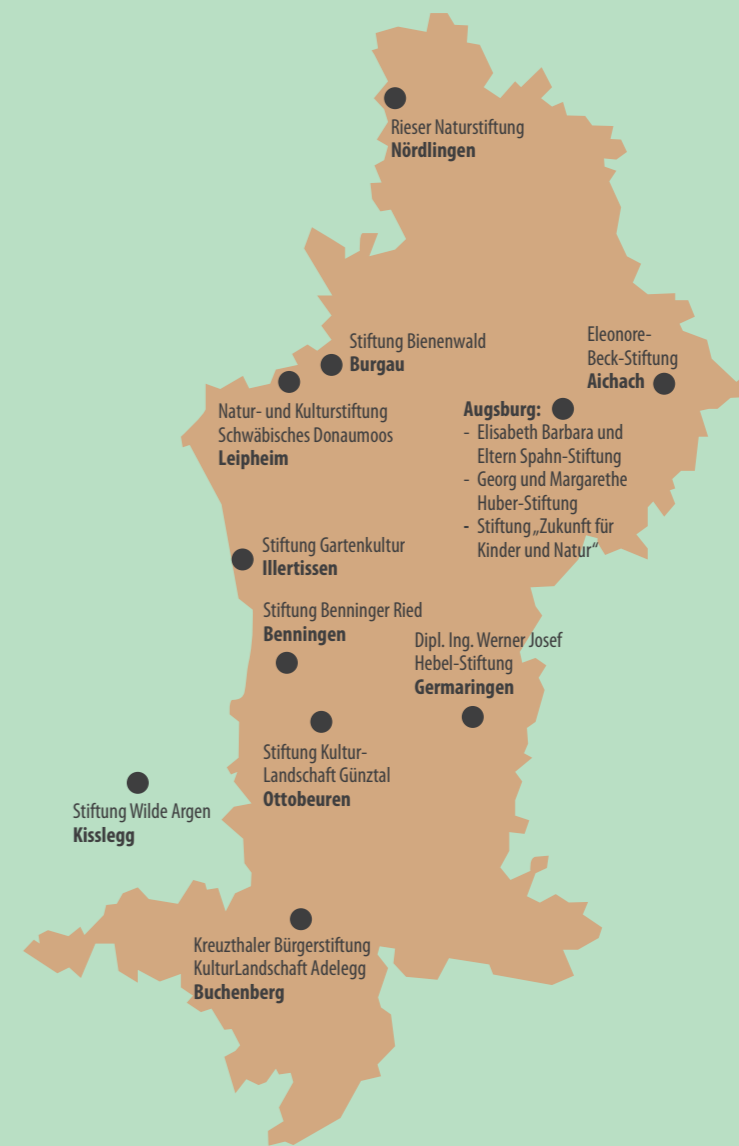 Rieser Naturstiftung
Nördlingen
Stiftung Bienenwald
Burgau
Eleonore-
Beck-Stiftung
Aichach
Natur- und Kulturstiftung
Schwäbisches Donaumoos
Leipheim
Augsburg:
- Elisabeth Barbara und
Eltern Spahn-Stiftung
- Georg und Margarethe
Huber-Stiftung
- Stiftung „Zukunft für
Kinder und Natur“
Stiftung Gartenkultur
Illertissen
Stiftung Benninger Ried
Benningen
Dipl. Ing. Werner Josef
Hebel-Stiftung
Germaringen
Stiftung Kultur-
Landschaft Günztal
Ottobeuren
Stiftung Wilde Argen
Kisslegg
Kreuzthaler Bürgerstiftung
KulturLandschaft Adelegg
Buchenberg